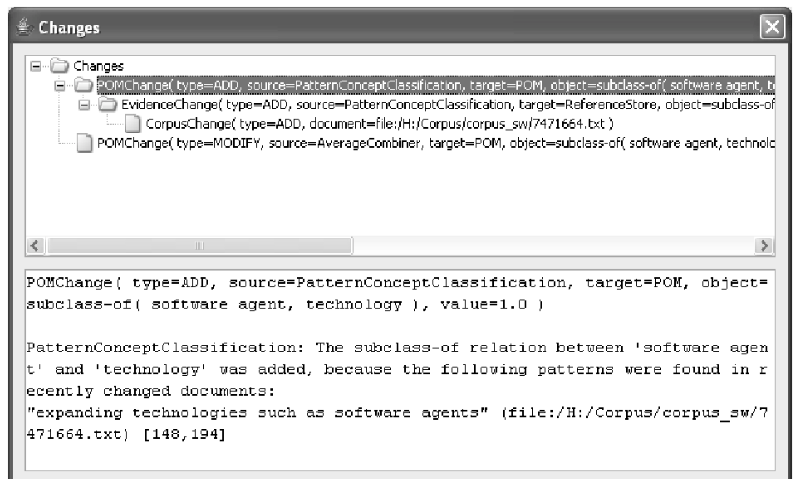 Changes
Changes
POMChange( type=ADD, source=PatternConceptClassification, target=POM, object=subclass-of( software agent, t
EvidenceChange( type=ADD, source=PatternConceptClassification, target=ReferenceStore, object=subclass-of
CorpusChange( type=ADD, document=file:/H:/Corpus/corpus_sw/7471664.txt )
POMChange( type=MODIFY, source=AverageCombiner, target=POM, object=subclass-of( software agent, technolo
POMChange( type=ADD, source=PatternConceptClassification, target=POM, object=
subclass-of( software agent, technology ), value=1.0 )
PatternConceptClassification: The subclass-of relation between 'software agen
t' and 'technology' was added, because the following patterns were found in r
ecently changed documents:
"expanding technologies such as software agents" (file:/H:/Corpus/corpus_sw/7
471664.txt) [148,194]